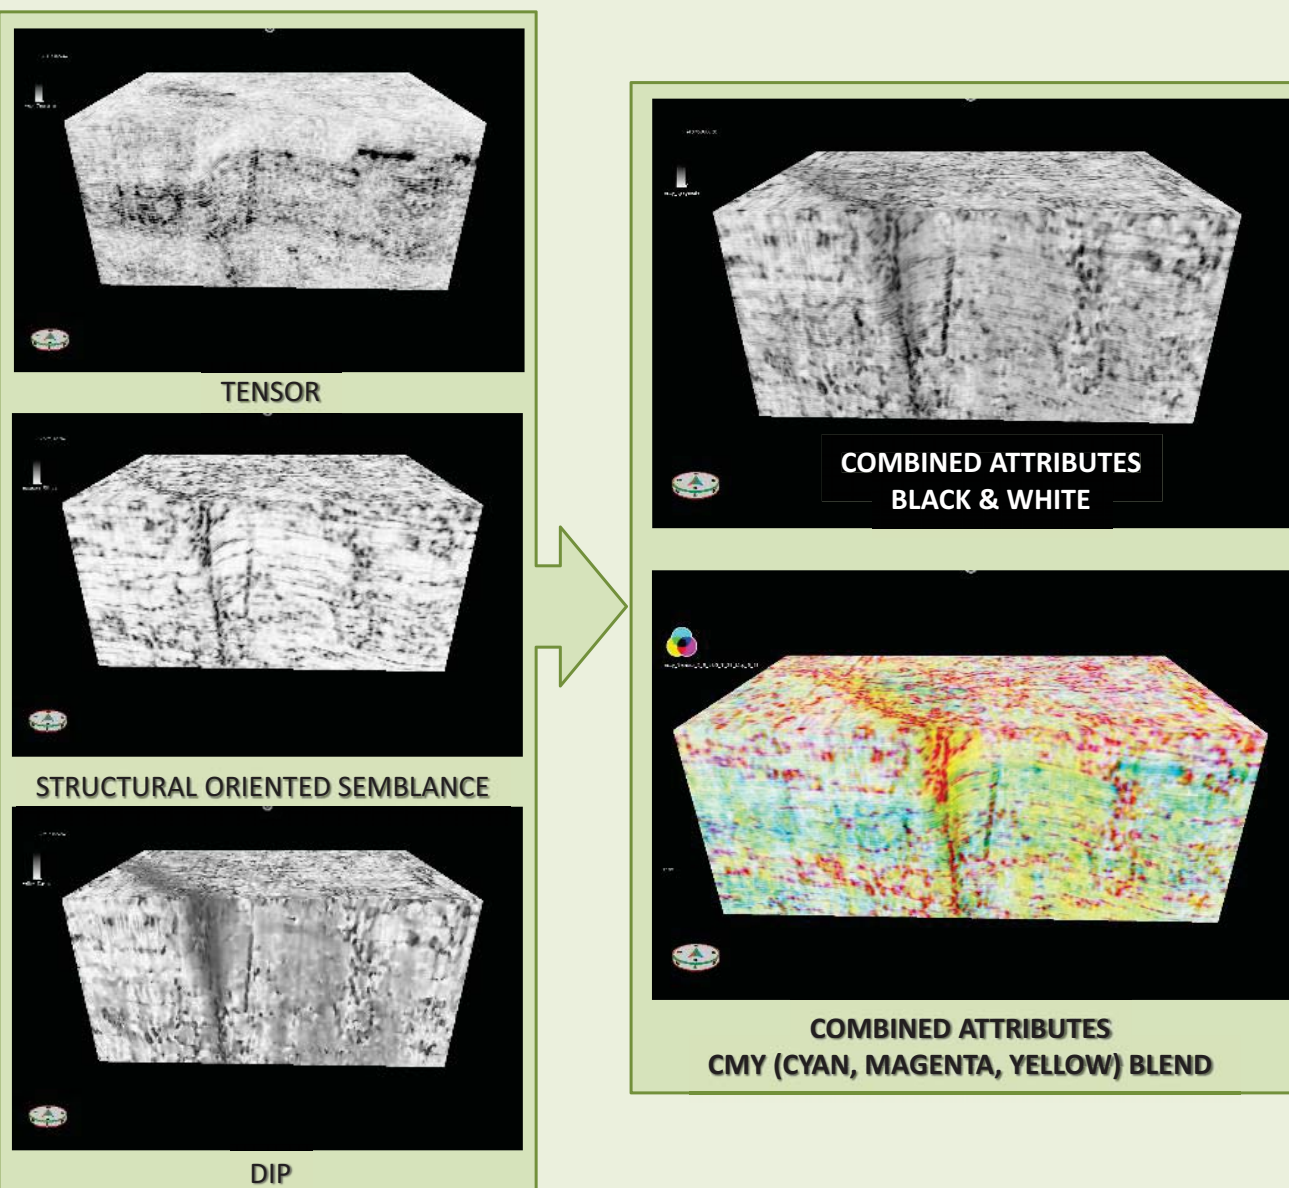 TENSOR
STRUCTURAL ORIENTED SEMBLANCE
DIP
COMBINED ATTRIBUTES
BLACK & WHITE
COMBINED ATTRIBUTES
CMY (CYAN, MAGENTA, YELLOW) BLEND